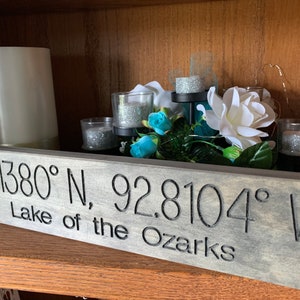 1380° N, 92.8104° W
Lake of the Ozarks